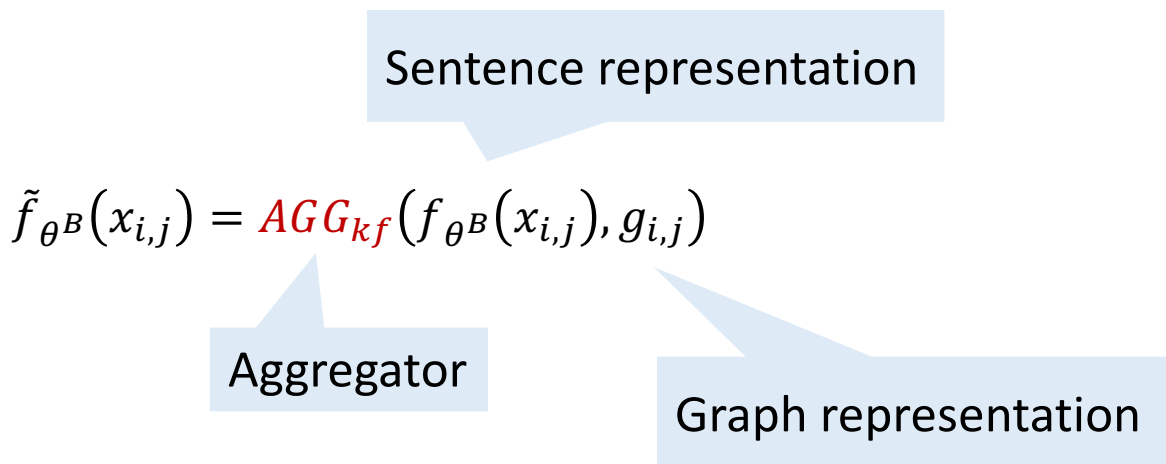 Sentence representation
f̃_{θ^B}(x_{i,j}) = AGG_{kf}(f_{θ^B}(x_{i,j}), g_{i,j})
Aggregator
Graph representation